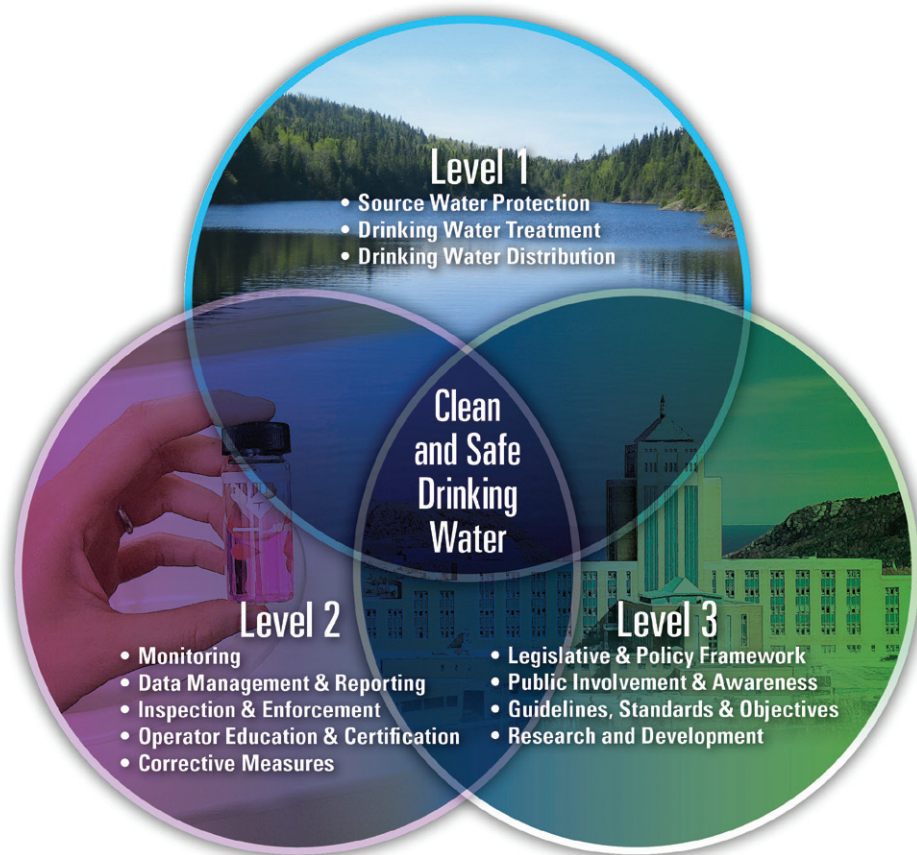 Level 1
• Source Water Protection
• Drinking Water Treatment
• Drinking Water Distribution
Clean
and Safe
Drinking
Water
Level 2
• Monitoring
• Data Management & Reporting
• Inspection & Enforcement
• Operator Education & Certification
• Corrective Measures
Level 3
• Legislative & Policy Framework
• Public Involvement & Awareness
• Guidelines, Standards & Objectives
• Research and Development